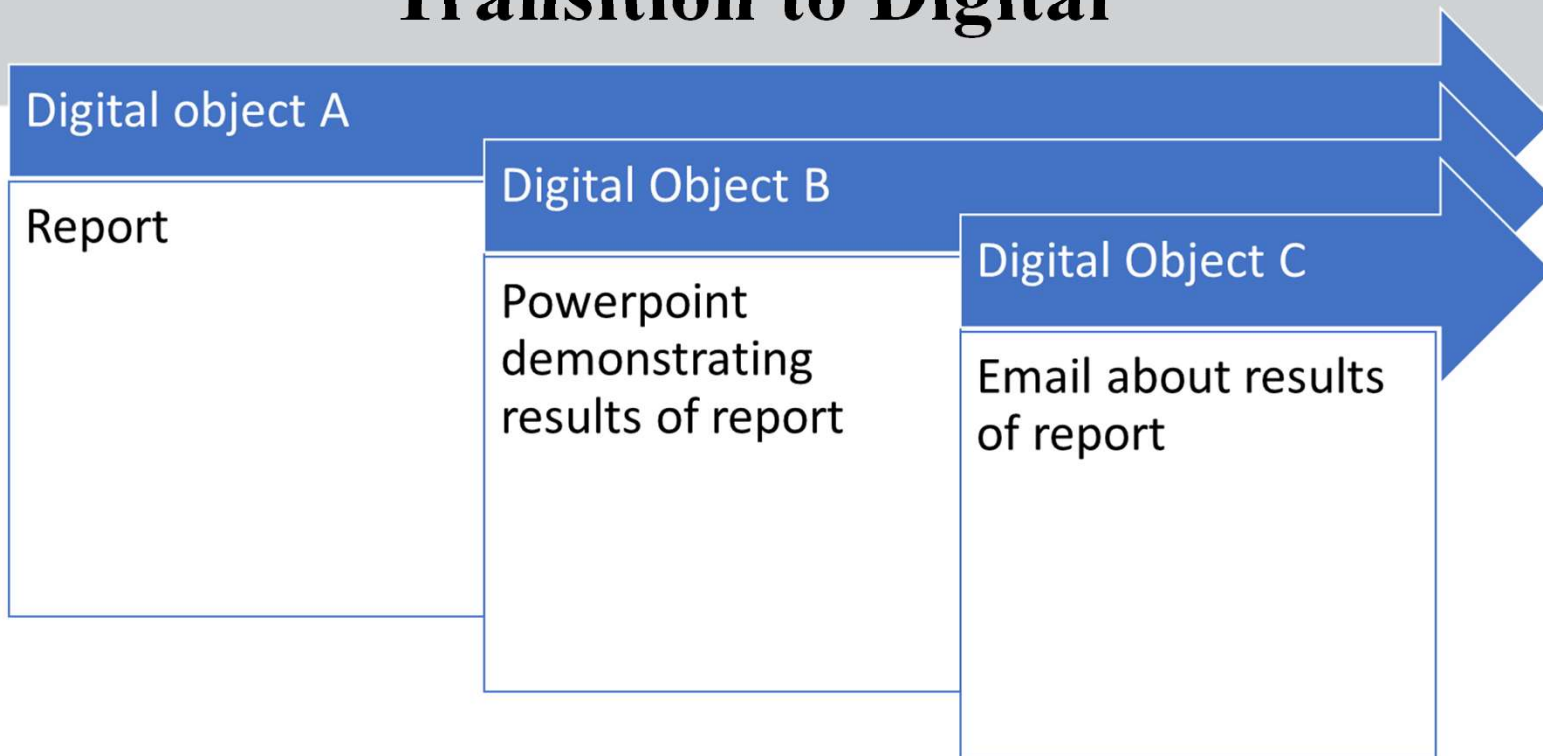 Transition to Digital
Digital object A
Report
Digital Object B
Powerpoint
demonstrating
results of report
Digital Object C
Email about results
of report